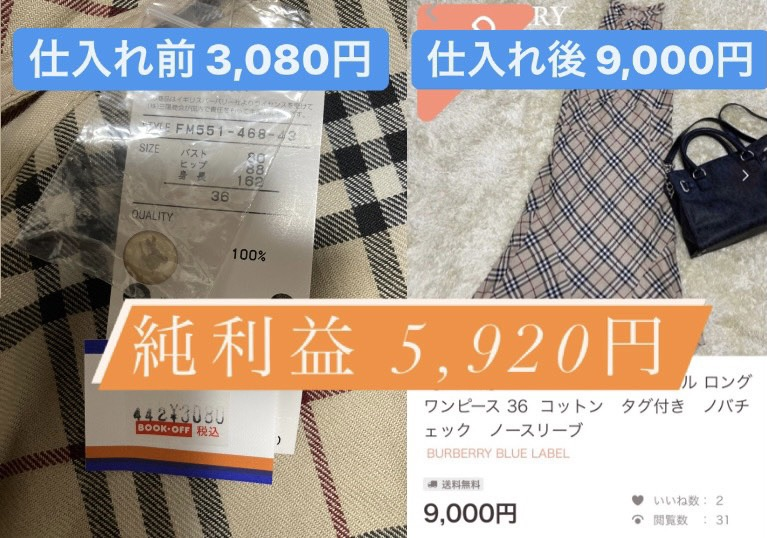 仕入れ前 3,080円
STYLE FM551-468-43
SIZE
バスト 80
ヒップ 88
身長 162
36
QUALITY
100%
442¥3080
BOOK・OFF 税込
仕入れ後 9,000円
RY
純利益 5,920円
ル ロング
ワンピース 36 コットン タグ付き ノバチ
ェック ノースリーブ
BURBERRY BLUE LABEL
送料無料
9,000円
いいね数： 2
閲覧数 ： 31